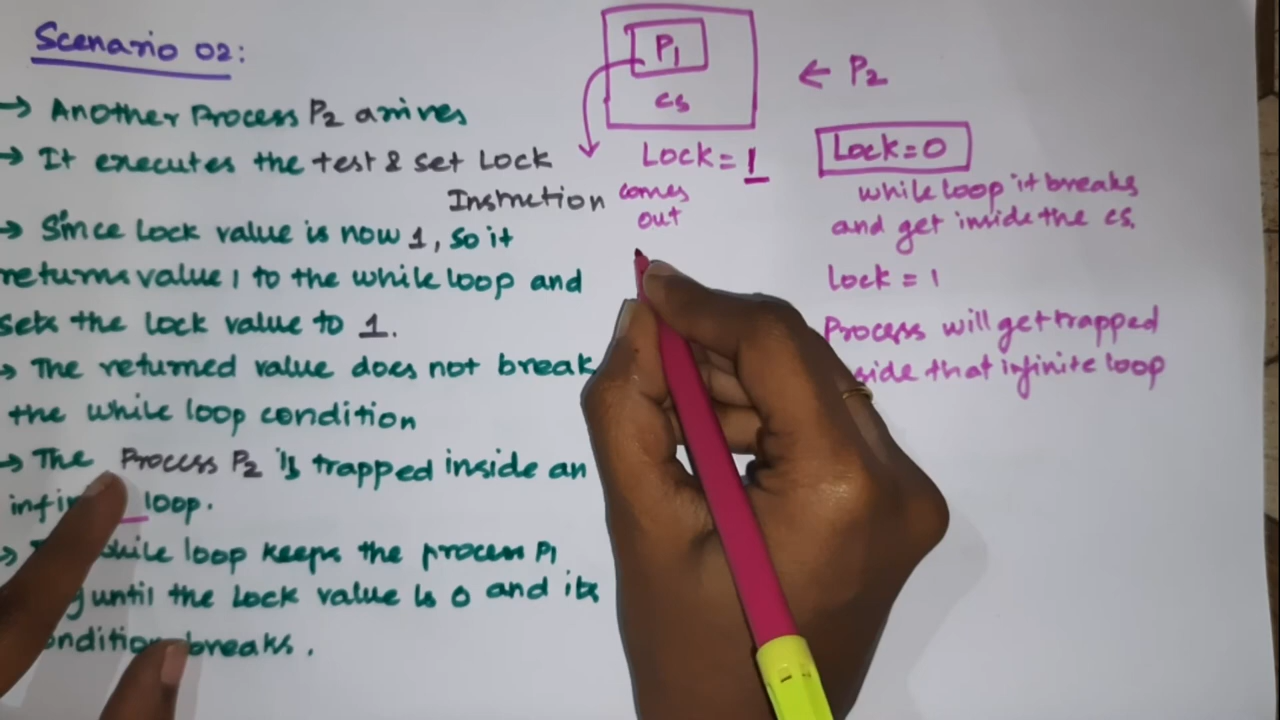 Scenario 02:
→ Another Process P2 arrives
→ It executes the test & set Lock
Instruction
→ Since Lock value is now 1, so it
returns value 1 to the while loop and
sets the lock value to 1.
→ The returned value does not break
the while loop condition
→ The Process P2 is trapped inside an
loop.
while loop keeps the process P1
until the Lock value is 0 and its
breaks.
P1
CS
Lock = 1
comes
out
← P2
Lock=0
while loop it breaks
and get inside the cs.
lock = 1
Process will get trapped
that infinite loop